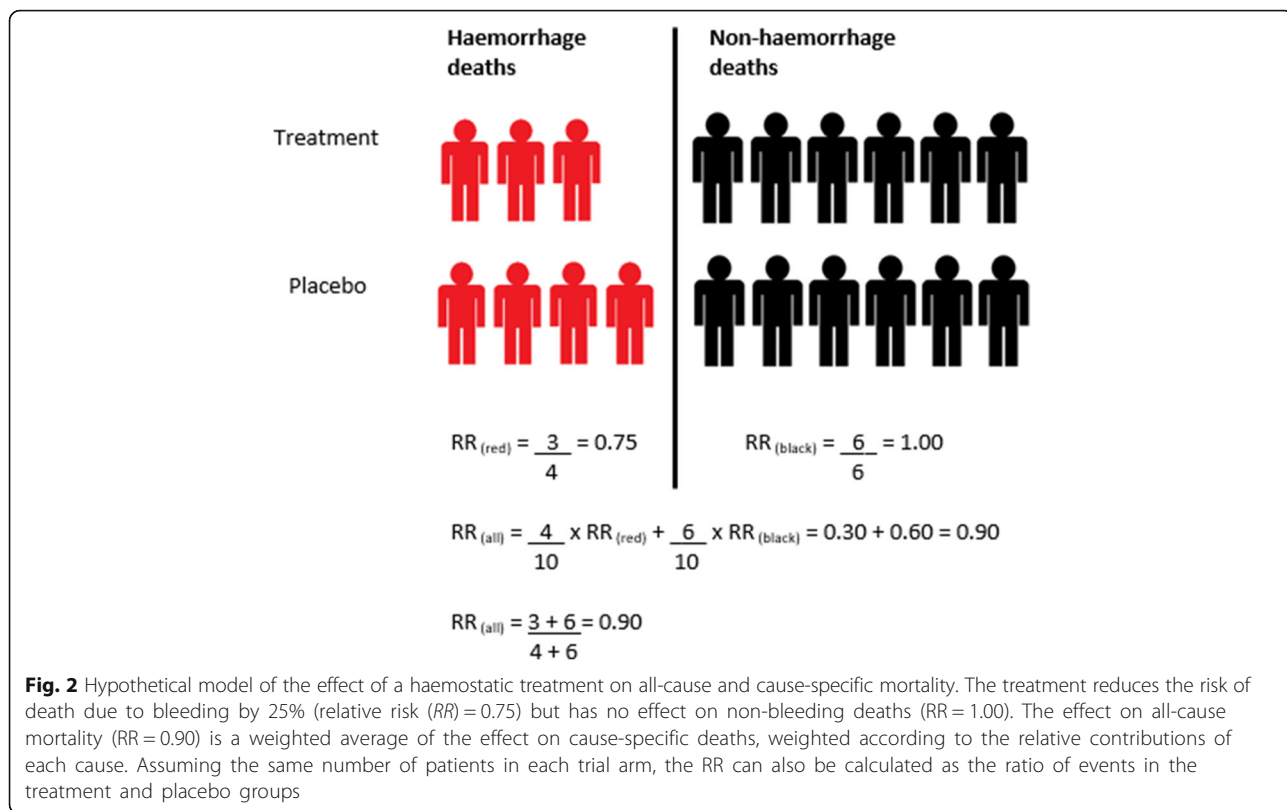 Haemorrhage
deaths
Non-haemorrhage
deaths
Treatment
Placebo
RR (red) = 3 = 0.75
4
RR (black) = 6 = 1.00
6
RR (all) = 4 x RR (red) + 6 x RR (black) = 0.30 + 0.60 = 0.90
10 10
RR (all) = 3 + 6 = 0.90
4 + 6
Fig. 2 Hypothetical model of the effect of a haemostatic treatment on all-cause and cause-specific mortality. The treatment reduces the risk of
death due to bleeding by 25% (relative risk (RR) = 0.75) but has no effect on non-bleeding deaths (RR = 1.00). The effect on all-cause
mortality (RR = 0.90) is a weighted average of the effect on cause-specific deaths, weighted according to the relative contributions of
each cause. Assuming the same number of patients in each trial arm, the RR can also be calculated as the ratio of events in the
treatment and placebo groups